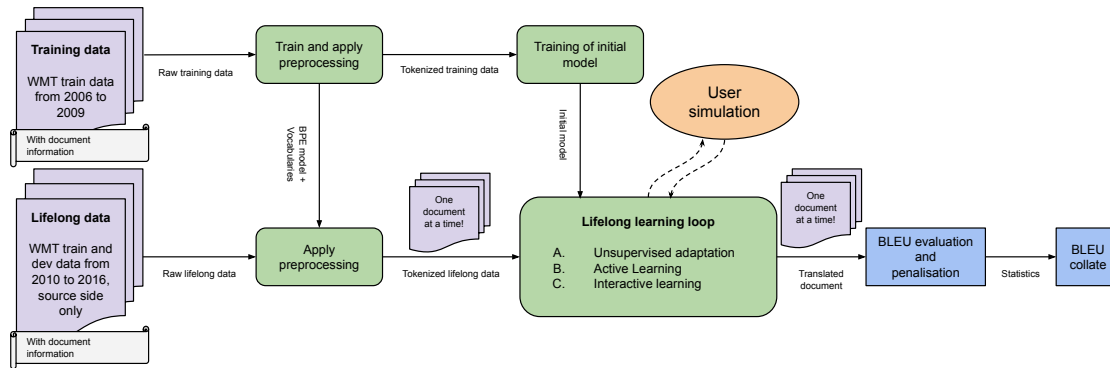 Training data
WMT train data
from 2006 to
2009
With document
information
Raw training data
Train and apply
preprocessing
Tokenized training data
Training of initial
model
User
simulation
BPE model +
Vocabularies
Initial model
Lifelong data
WMT train and
dev data from
2010 to 2016,
source side
only
With document
information
Raw lifelong data
Apply
preprocessing
One
document
at a time!
Tokenized lifelong data
Lifelong learning loop
A. Unsupervised adaptation
B. Active Learning
C. Interactive learning
One
document
at a time!
Translated
document
BLEU evaluation
and
penalisation
Statistics
BLEU
collate